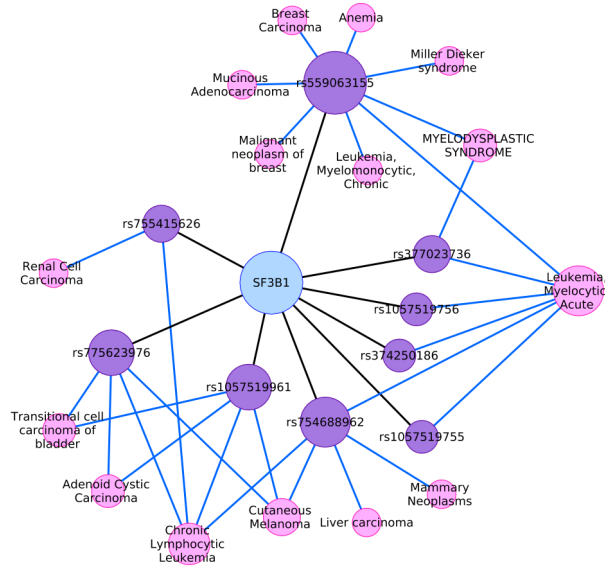 Breast
Carcinoma
Anemia
Miller Dieker
syndrome
rs559063155
Mucinous
Adenocarcinoma
Malignant
neoplasm of
breast
Leukemia,
Myelomonocytic,
Chronic
MYELODYSPLASTIC
SYNDROME
rs755415626
rs377023736
Renal Cell
Carcinoma
SF3B1
Leukemia,
Myelocytic,
Acute
rs1057519756
rs374250186
rs775623976
rs1057519961
rs754688962
rs1057519755
Transitional cell
carcinoma of
bladder
Adenoid Cystic
Carcinoma
Mammary
Neoplasms
Cutaneous
Melanoma
Liver carcinoma
Chronic
Lymphocytic
Leukemia